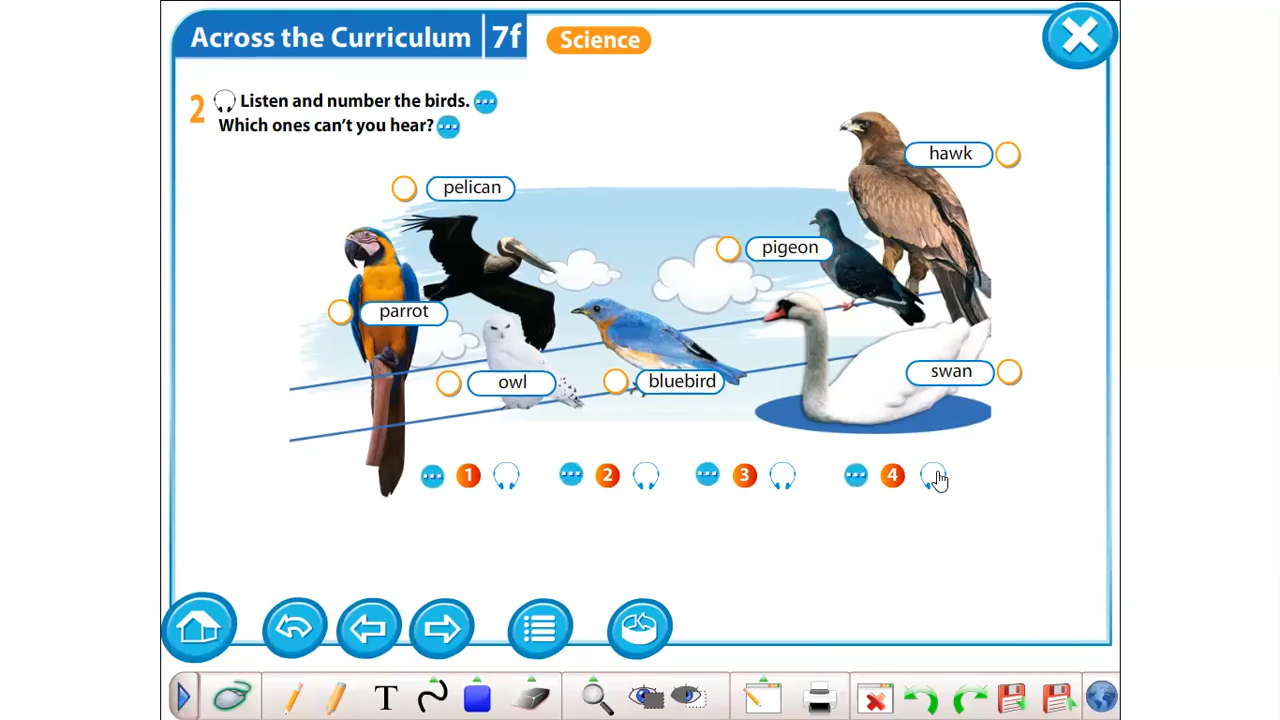 Across the Curriculum 7f Science
2 Listen and number the birds.
Which ones can't you hear?
hawk
pelican
pigeon
parrot
swan
owl
bluebird
1 2 3 4
T